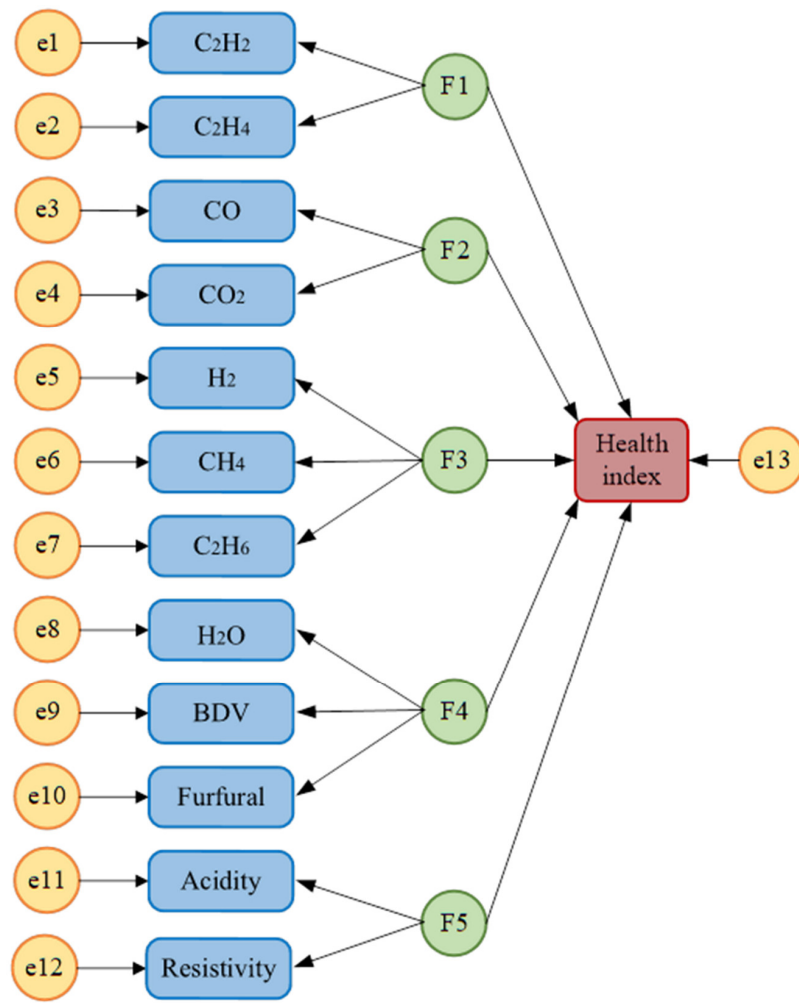 e1
C₂H₂
F1
e2
C₂H₄
e3
CO
F2
e4
CO₂
e5
H₂
e6
CH₄
F3
Health
index
e13
e7
C₂H₆
e8
H₂O
e9
BDV
F4
e10
Furfural
e11
Acidity
F5
e12
Resistivity